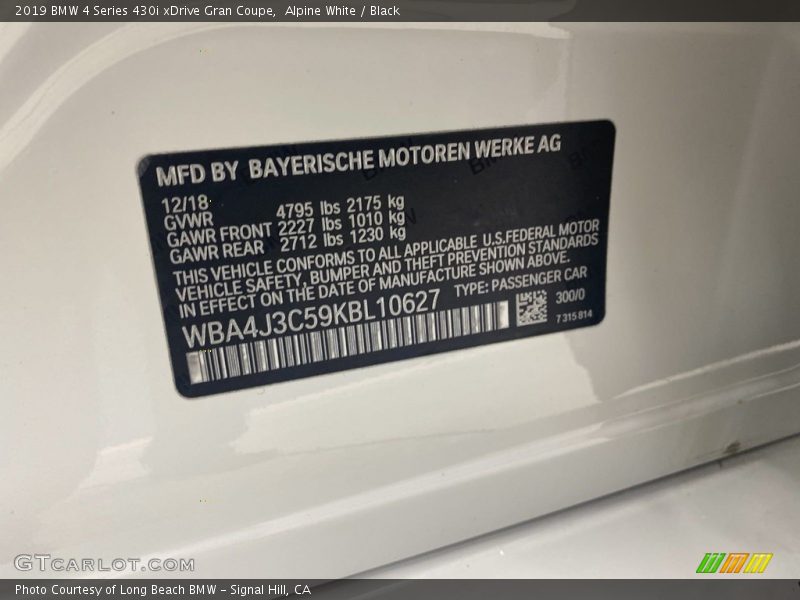 2019 BMW 4 Series 430i xDrive Gran Coupe,  Alpine White / Black
MFD BY BAYERISCHE MOTOREN WERKE AG
12/18
GVWR 4795 lbs 2175 kg
GAWR FRONT 2227 lbs 1010 kg
GAWR REAR 2712 lbs 1230 kg
THIS VEHICLE CONFORMS TO ALL APPLICABLE U.S.FEDERAL MOTOR
VEHICLE SAFETY, BUMPER AND THEFT PREVENTION STANDARDS
IN EFFECT ON THE DATE OF MANUFACTURE SHOWN ABOVE.
WBA4J3C59KBL10627 TYPE: PASSENGER CAR
300/0
7 315 814
GTCARLOT.COM
Photo Courtesy of Long Beach BMW - Signal Hill, CA